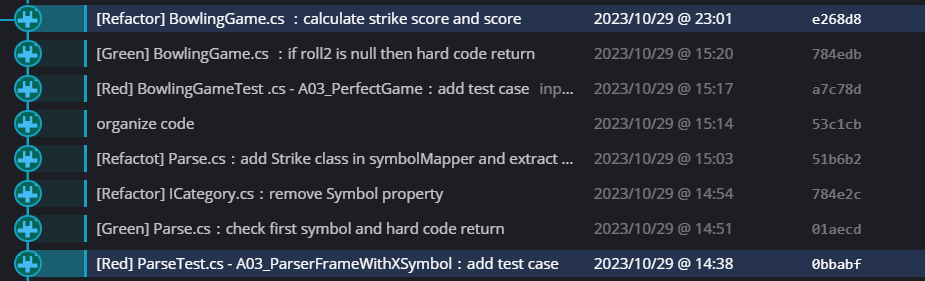 [Refactor] BowlingGame.cs : calculate strike score and score 2023/10/29 @ 23:01 e268d8
[Green] BowlingGame.cs : if roll2 is null then hard code return 2023/10/29 @ 15:20 784edb
[Red] BowlingGameTest .cs - A03_PerfectGame : add test case inp... 2023/10/29 @ 15:17 a7c78d
organize code 2023/10/29 @ 15:14 53c1cb
[Refactot] Parse.cs : add Strike class in symbolMapper and extract ... 2023/10/29 @ 15:03 51b6b2
[Refactor] ICategory.cs : remove Symbol property 2023/10/29 @ 14:54 784e2c
[Green] Parse.cs : check first symbol and hard code return 2023/10/29 @ 14:51 01aecd
[Red] ParseTest.cs - A03_ParserFrameWithXSymbol : add test case 2023/10/29 @ 14:38 0bbabf